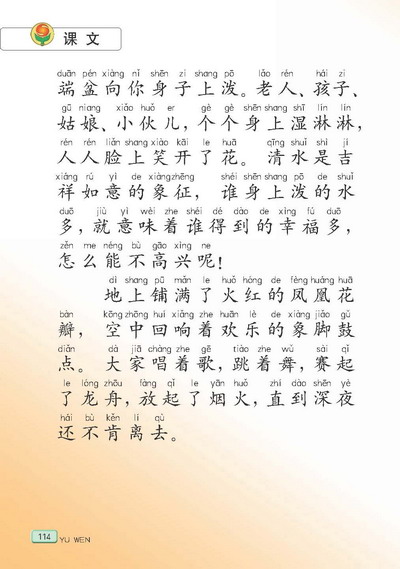 课文
duān pén xiàng nǐ shēn zi shang pō lǎo rén hái zi
端盆向你身子上泼。老人、孩子、
gū niang xiǎo huǒ er gè gè shēn shang shī lín lín
姑娘、小伙儿，个个身上湿淋淋，
rén rén liǎn shang xiào kāi le huā qīng shuǐ shì jí
人人脸上笑开了花。清水是吉
xiáng rú yì de xiàng zhēng shéi shēn shang pō de shuǐ
祥如意的象征，谁身上泼的水
duō jiù yì wèi zhe shéi dé dào de xìng fú duō
多，就意味着谁得到的幸福多，
zěn me néng bù gāo xìng ne
怎么能不高兴呢！
dì shang pū mǎn le huǒ hóng de fèng huáng huā
地上铺满了火红的凤凰花
bàn kōng zhōng huí xiǎng zhe huān lè de xiàng jiǎo gǔ
瓣，空中回响着欢乐的象脚鼓
diǎn dà jiā chàng zhe gē tiào zhe wǔ sài qǐ
点。大家唱着歌，跳着舞，赛起
le lóng zhōu fàng qǐ le yān huǒ zhí dào shēn yè
了龙舟，放起了烟火，直到深夜
hái bù kěn lí qù
还不肯离去。
114
YU WEN